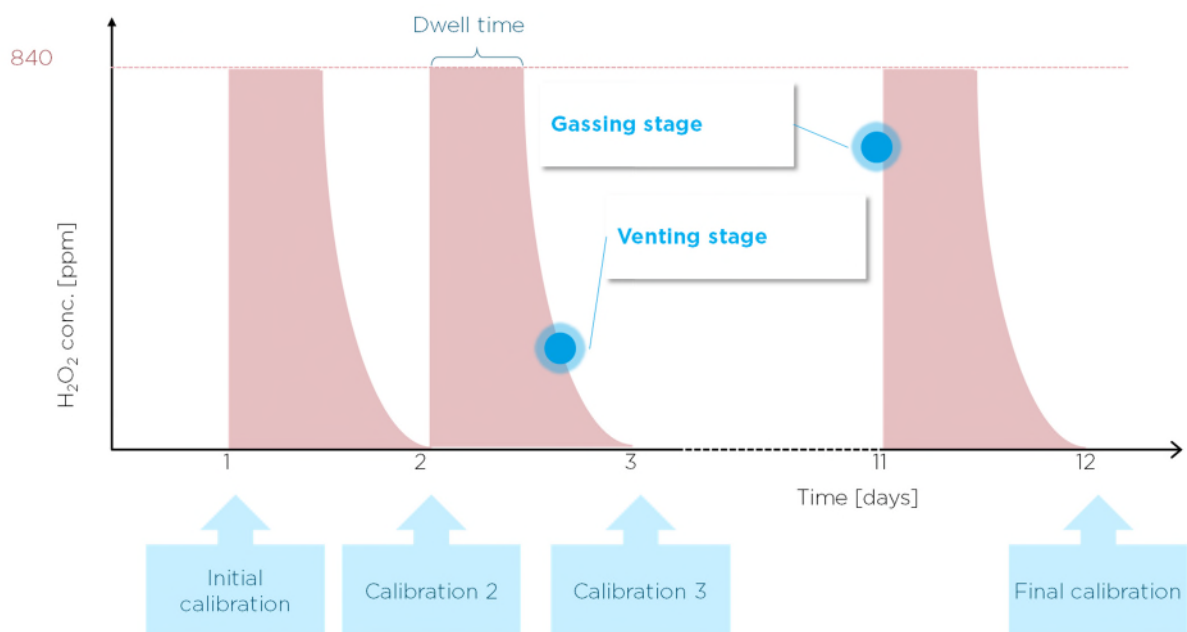 Dwell time
840
Gassing stage
Venting stage
H₂O₂ conc. [ppm]
1
2
3
11
12
Time [days]
Initial
calibration
Calibration 2
Calibration 3
Final calibration